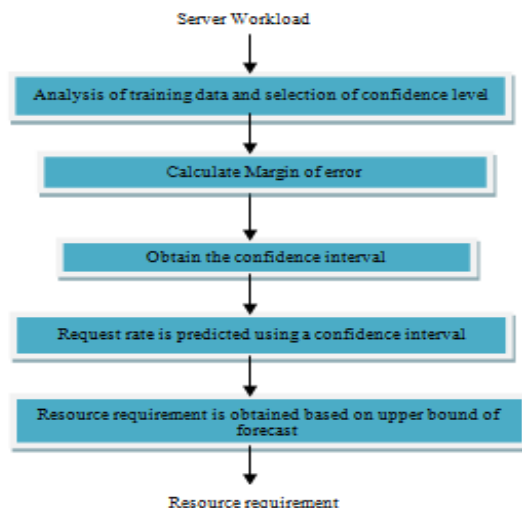 Server Workload
Analysis of training data and selection of confidence level
Calculate Margin of error
Obtain the confidence interval
Request rate is predicted using a confidence interval
Resource requirement is obtained based on upper bound of
forecast
Resource requirement